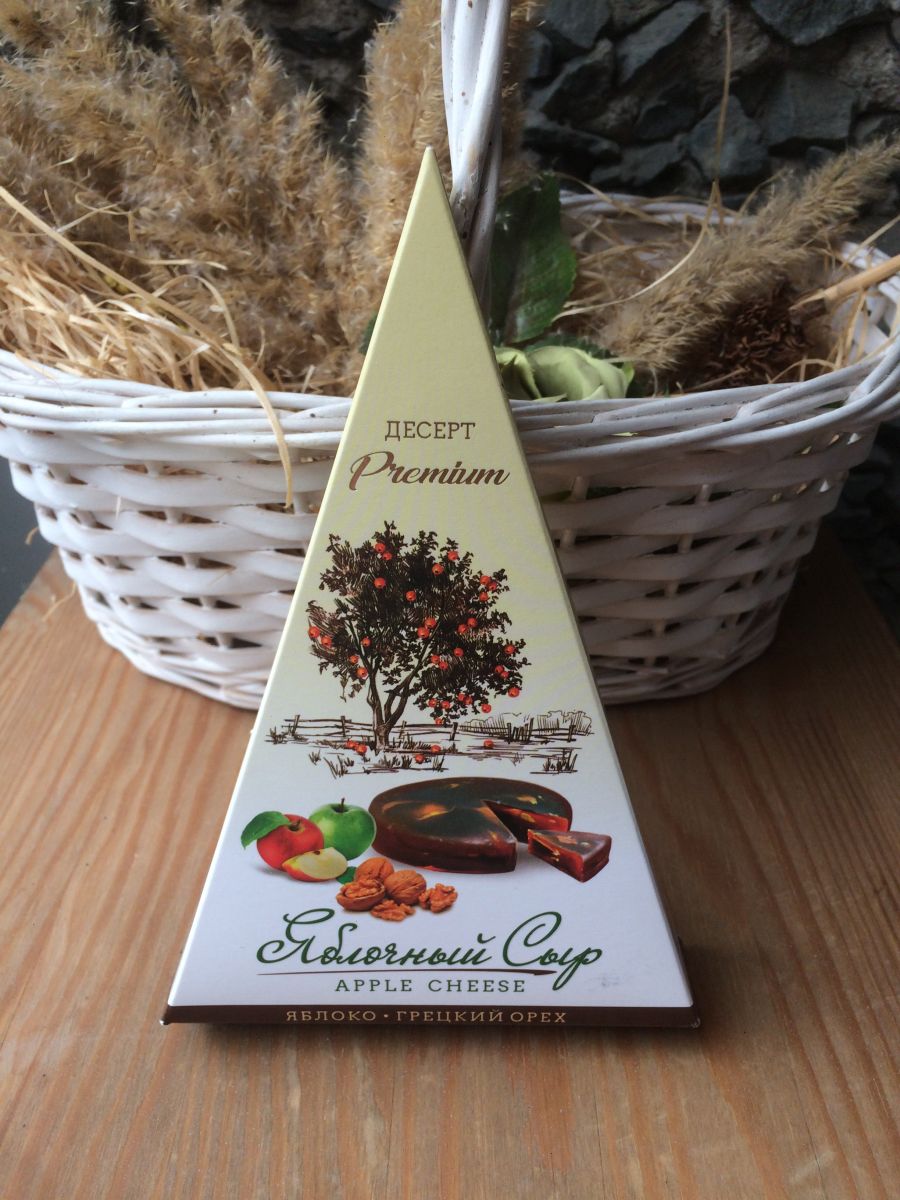 ДЕСЕРТ
Premium
Яблочный Сыр
APPLE CHEESE
ЯБЛОКО • ГРЕЦКИЙ ОРЕХ